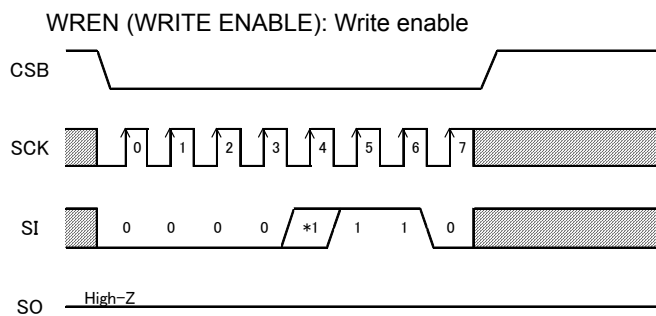 WREN (WRITE ENABLE): Write enable
CSB
SCK 0 1 2 3 4 5 6 7
SI 0 0 0 0 *1 1 1 0
SO High-Z